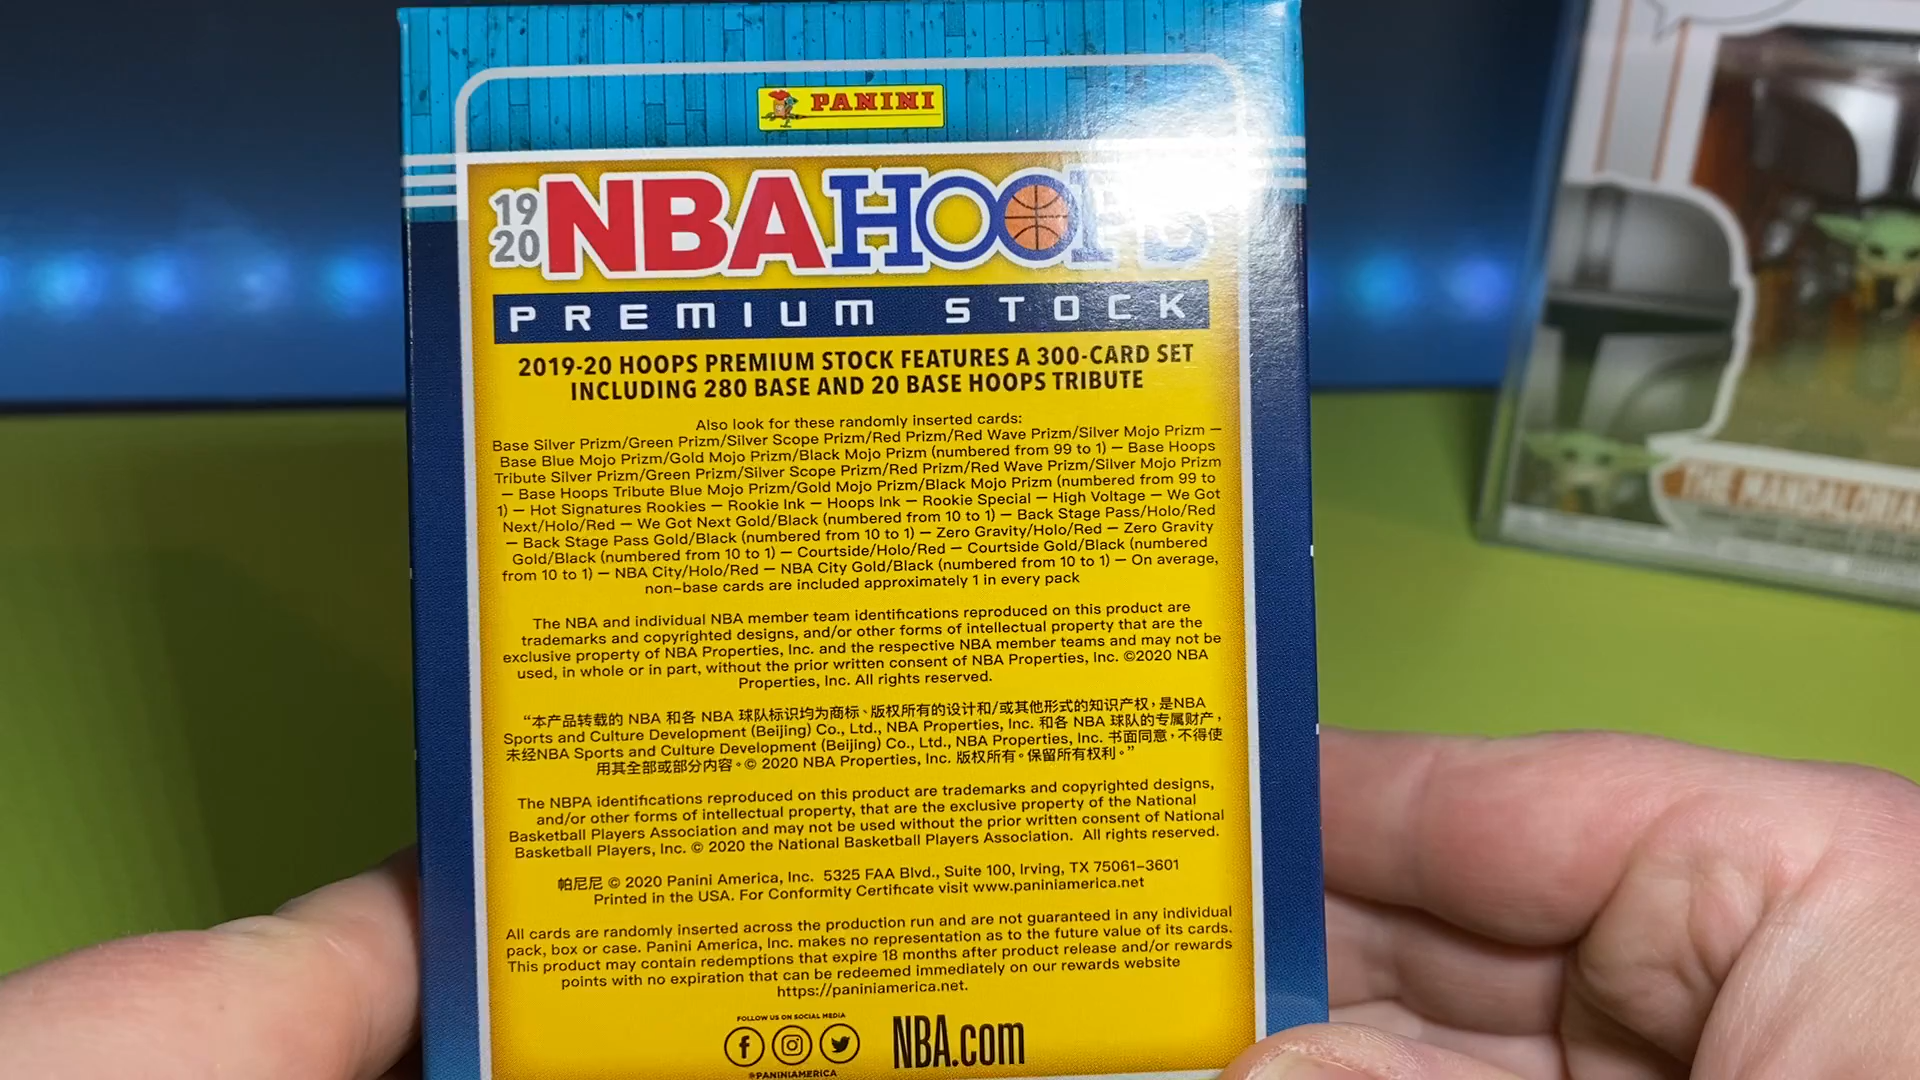 PANINI
19
20
NBA HOOPS
PREMIUM STOCK
2019-20 HOOPS PREMIUM STOCK FEATURES A 300-CARD SET
INCLUDING 280 BASE AND 20 BASE HOOPS TRIBUTE
Also look for these randomly inserted cards:
Base Silver Prizm/Green Prizm/Silver Scope Prizm/Red Prizm/Red Wave Prizm/Silver Mojo Prizm —
Base Blue Mojo Prizm/Gold Mojo Prizm/Black Mojo Prizm (numbered from 99 to 1) — Base Hoops
Tribute Silver Prizm/Green Prizm/Silver Scope Prizm/Red Prizm/Red Wave Prizm/Silver Mojo Prizm
— Base Hoops Tribute Blue Mojo Prizm/Gold Mojo Prizm/Black Mojo Prizm (numbered from 99 to
1) — Hot Signatures Rookies — Rookie Ink — Hoops Ink — Rookie Special — High Voltage — We Got
Next/Holo/Red — We Got Next Gold/Black (numbered from 10 to 1) — Back Stage Pass/Holo/Red
— Back Stage Pass Gold/Black (numbered from 10 to 1) — Zero Gravity/Holo/Red — Zero Gravity
Gold/Black (numbered from 10 to 1) — Courtside/Holo/Red — Courtside Gold/Black (numbered
from 10 to 1) — NBA City/Holo/Red — NBA City Gold/Black (numbered from 10 to 1) — On average,
non-base cards are included approximately 1 in every pack
The NBA and individual NBA member team identifications reproduced on this product are
trademarks and copyrighted designs, and/or other forms of intellectual property that are the
exclusive property of NBA Properties, Inc. and the respective NBA member teams and may not be
used, in whole or in part, without the prior written consent of NBA Properties, Inc. ©2020 NBA
Properties, Inc. All rights reserved.
“本产品转载的 NBA 和各 NBA 球队标识均为商标、版权所有的设计和/或其他形式的知识产权，是NBA
Sports and Culture Development (Beijing) Co., Ltd., NBA Properties, Inc. 和各 NBA 球队的专属财产，
未经NBA Sports and Culture Development (Beijing) Co., Ltd., NBA Properties, Inc. 书面同意，不得使
用其全部或部分内容。© 2020 NBA Properties, Inc. 版权所有。保留所有权利。”
The NBPA identifications reproduced on this product are trademarks and copyrighted designs,
and/or other forms of intellectual property, that are the exclusive property of the National
Basketball Players Association and may not be used without the prior written consent of National
Basketball Players, Inc. © 2020 the National Basketball Players Association. All rights reserved.
帕尼尼 © 2020 Panini America, Inc. 5325 FAA Blvd., Suite 100, Irving, TX 75061-3601
Printed in the USA. For Conformity Certificate visit www.paniniamerica.net
All cards are randomly inserted across the production run and are not guaranteed in any individual
pack, box or case. Panini America, Inc. makes no representation as to the future value of its cards.
This product may contain redemptions that expire 18 months after product release and/or rewards
points with no expiration that can be redeemed immediately on our rewards website
https://paniniamerica.net.
FOLLOW US ON SOCIAL MEDIA
NBA.com
@PANINIAMERICA
THE MANDALORIAN